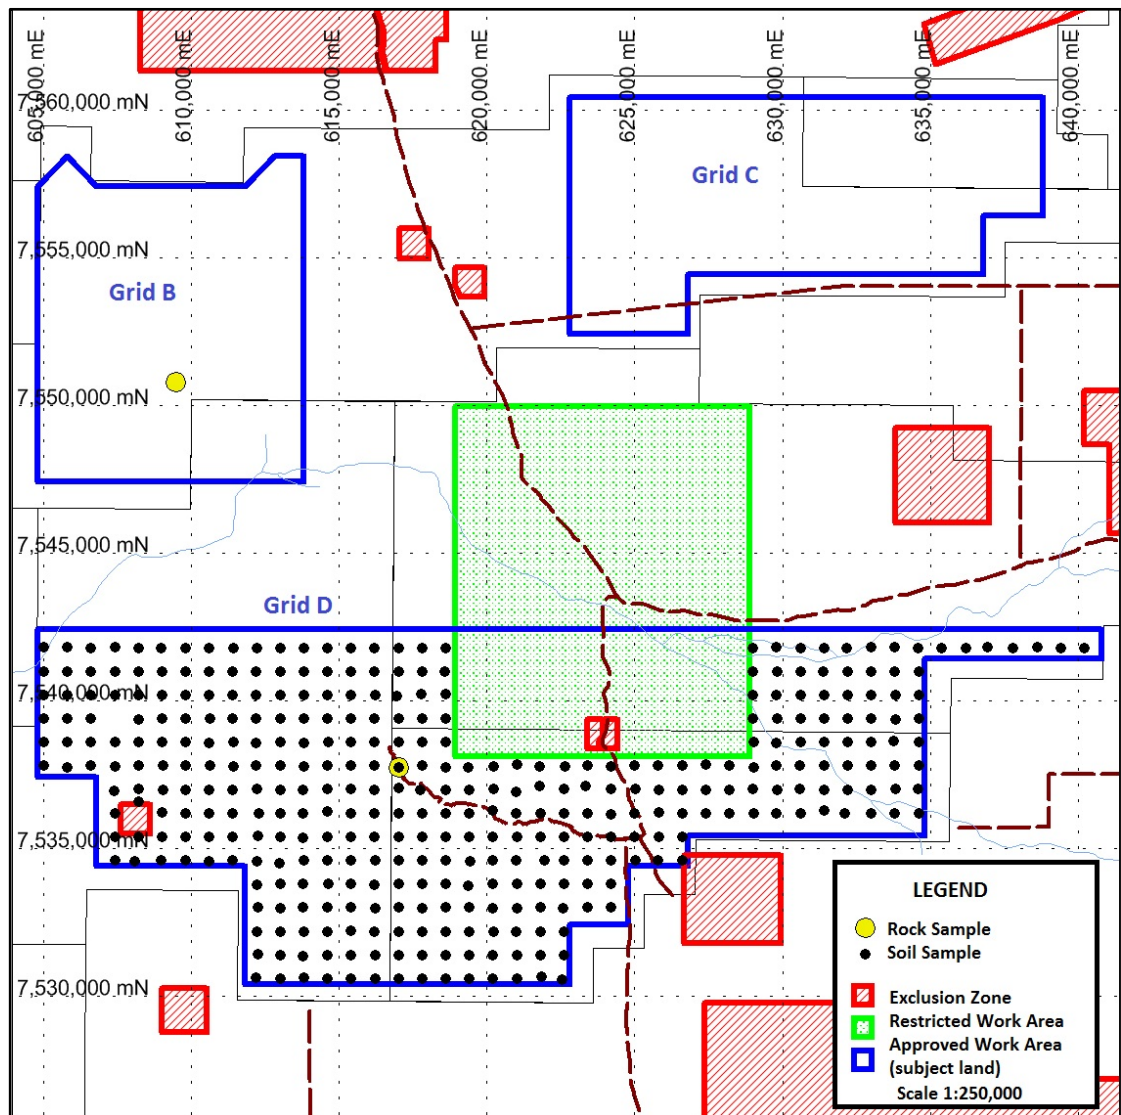 605,000 mE
610,000 mE
615,000 mE
620,000 mE
625,000 mE
630,000 mE
635,000 mE
640,000 mE
7,560,000 mN
Grid C
7,555,000 mN
Grid B
7,550,000 mN
7,545,000 mN
Grid D
7,540,000 mN
7,535,000 mN
7,530,000 mN
LEGEND
Rock Sample
Soil Sample
Exclusion Zone
Restricted Work Area
Approved Work Area
(subject land)
Scale 1:250,000